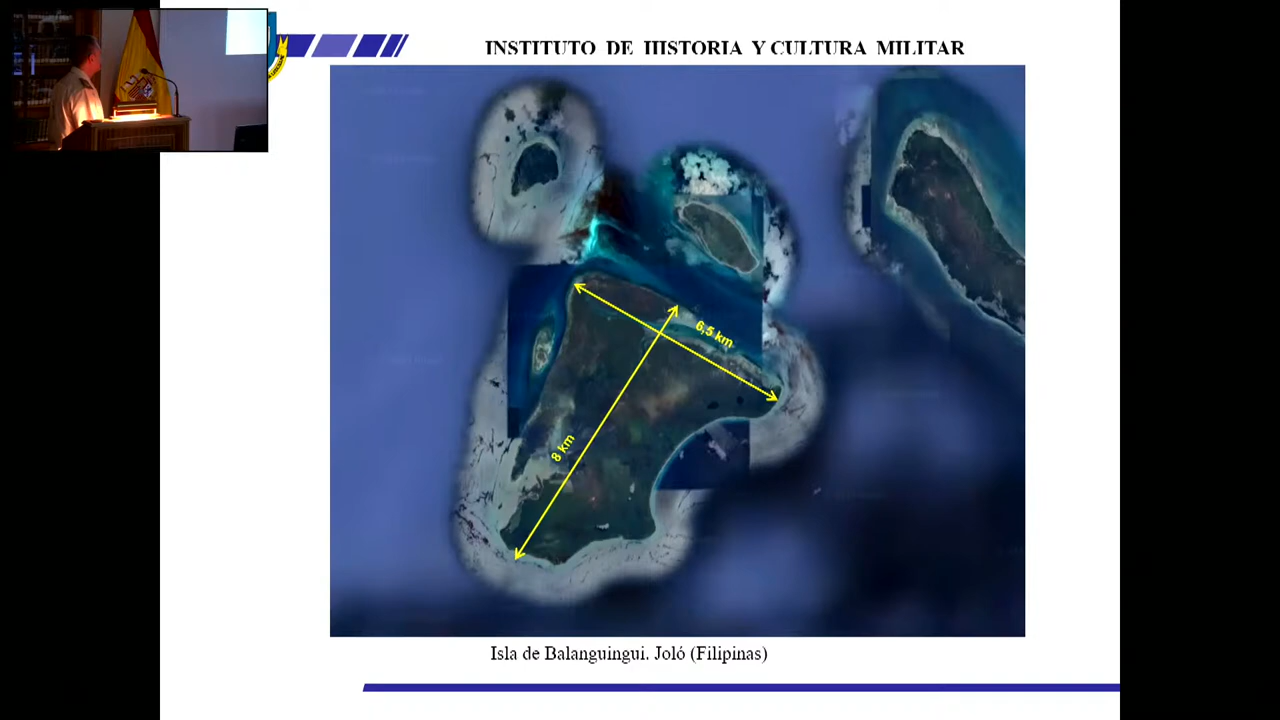 INSTITUTO DE HISTORIA Y CULTURA MILITAR
6,5 km
8 km
Isla de Balanguingui. Joló (Filipinas)